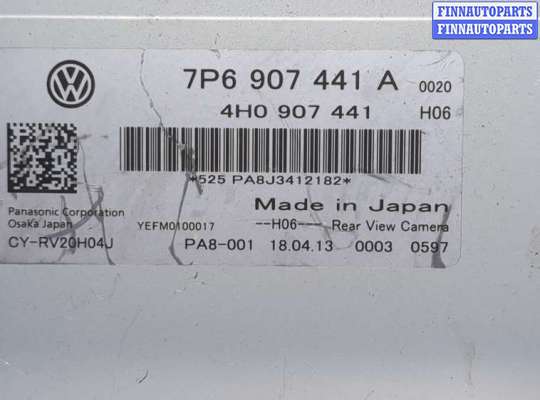 FINNAUTOPARTS
FINNAUTOPARTS
7P6 907 441 A 0020
4H0 907 441 H06
*525 PA8J3412182*
Made in Japan
Panasonic Corporation
Osaka Japan
YEFM0100017 --H06--- Rear View Camera
CY-RV20H04J PA8-001 18.04.13 0003 0597